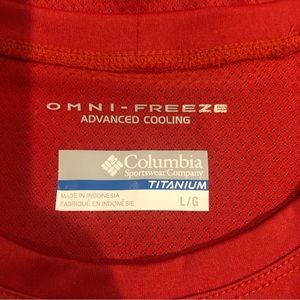 OMNI-FREEZE
ADVANCED COOLING
Columbia
Sportswear Company
TITANIUM
MADE IN INDONESIA
FABRIQUÉ EN INDONÉSIE
L/G